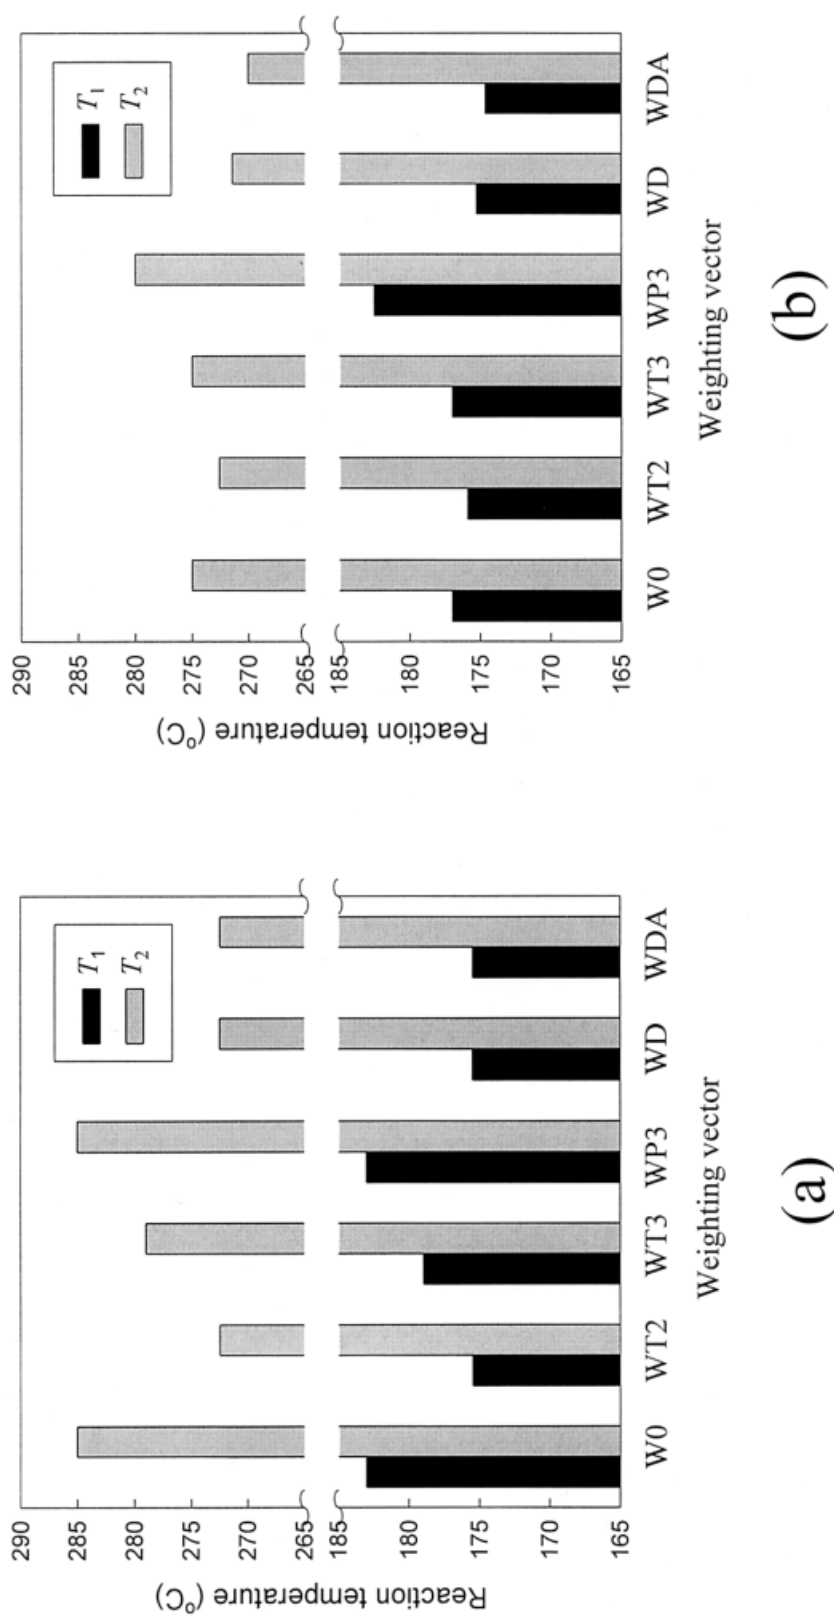 290
285
280
275
270
265
185
180
175
170
165
Reaction temperature (°C)
T1
T2
W0
WT2
WT3
WP3
WD
WDA
Weighting vector
(a)
290
285
280
275
270
265
185
180
175
170
165
Reaction temperature (°C)
T1
T2
W0
WT2
WT3
WP3
WD
WDA
Weighting vector
(b)